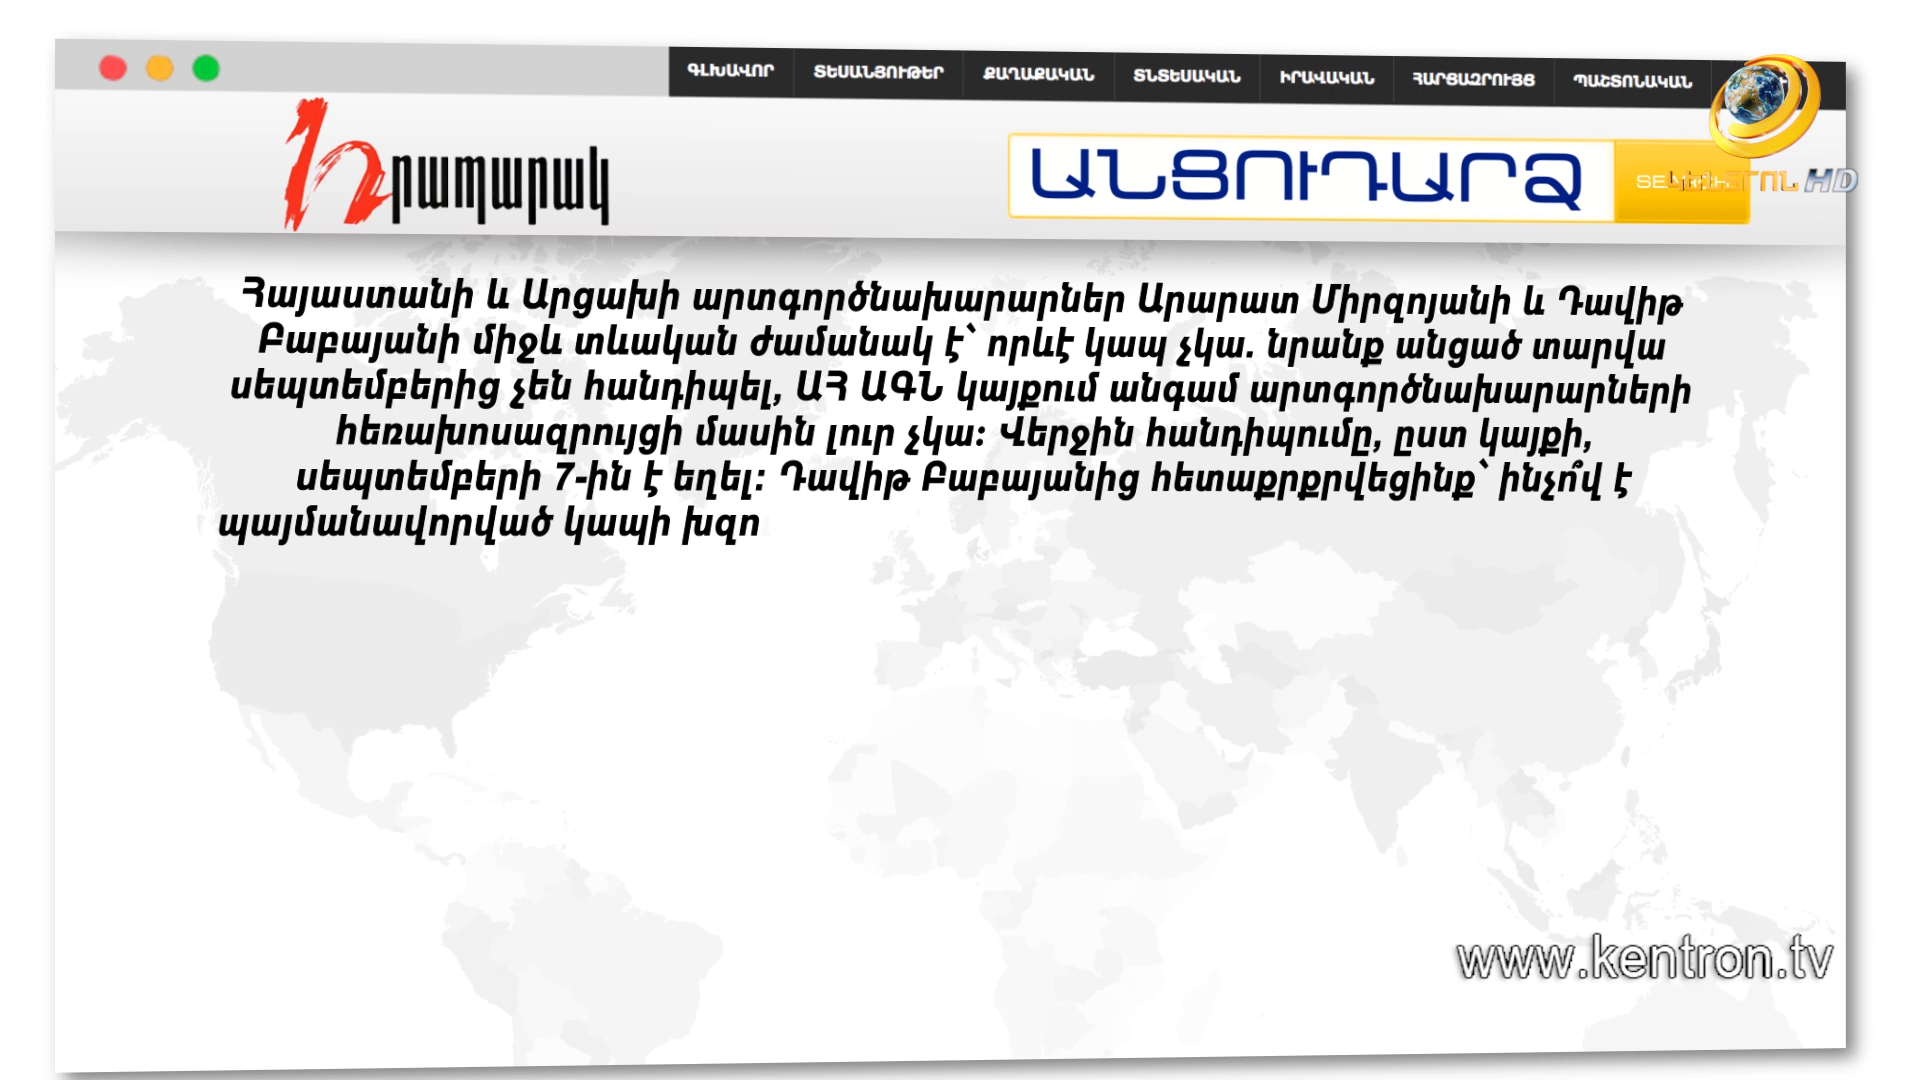 ԳԼԽԱՎՈՐ ՏԵՍԱՆՅՈՒԹԵՐ ՔԱՂԱՔԱԿԱՆ ՏՆՏԵՍԱԿԱՆ ԻՐԱՎԱԿԱՆ ՀԱՐՑԱԶՐՈՒՅՑ ՊԱՇՏՈՆԱԿԱՆ
Հրապարակ
ԱՆՑՈՒԴԱՐՁ
ԿԵՆՏՐՈՆ HD
Հայաստանի և Արցախի արտգործնախարարներ Արարատ Միրզոյանի և Դավիթ
Բաբայանի միջև տևական ժամանակ է՝ որևէ կապ չկա. նրանք անցած տարվա
սեպտեմբերից չեն հանդիպել, ԱՀ ԱԳՆ կայքում անգամ արտգործնախարարների
հեռախոսազրույցի մասին լուր չկա։ Վերջին հանդիպումը, ըստ կայքի,
սեպտեմբերի 7-ին է եղել։ Դավիթ Բաբայանից հետաքրքրվեցինք՝ ինչո՞վ է
պայմանավորված կապի խզո
www.kentron.tv